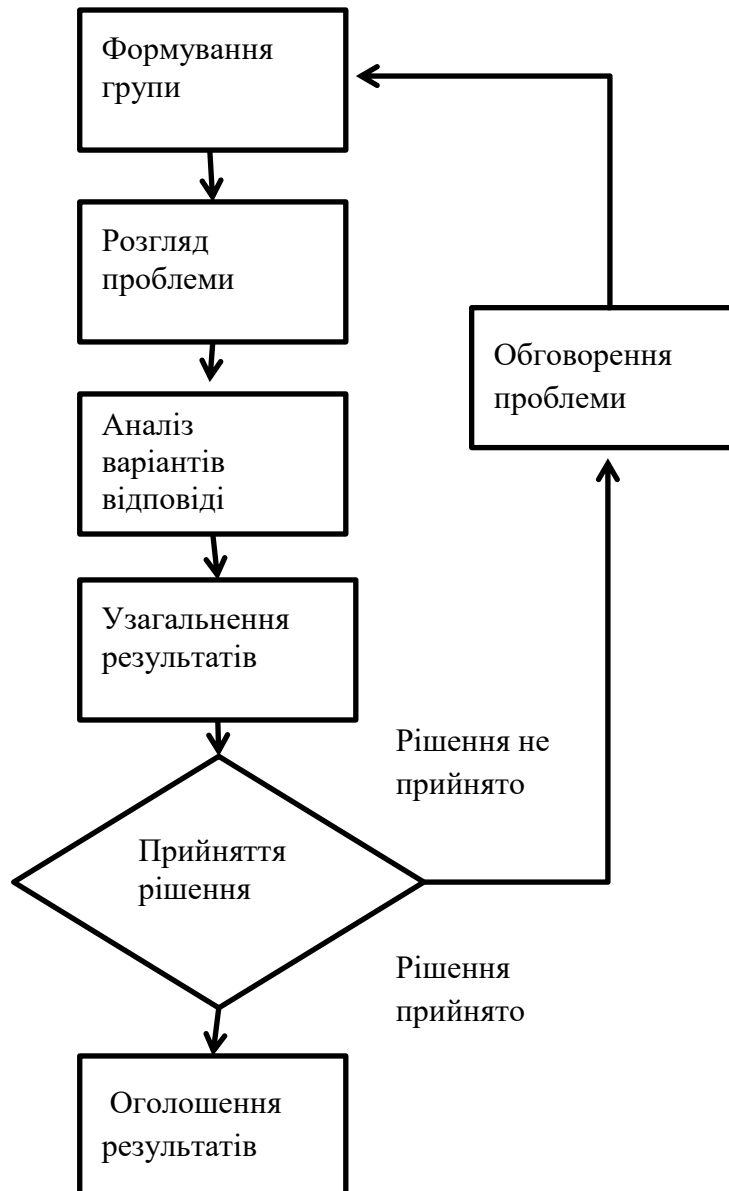 Формування
групи
Розгляд
проблеми
Обговорення
проблеми
Аналіз
варіантів
відповіді
Узагальнення
результатів
Рішення не
прийнято
Прийняття
рішення
Рішення
прийнято
Оголошення
результатів